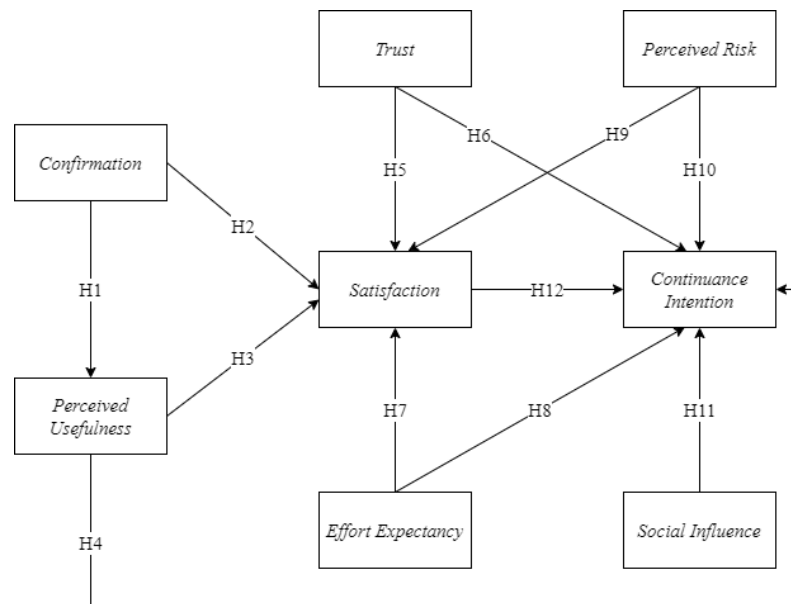 Trust
Perceived Risk
H6
H9
Confirmation
H5
H10
H2
H1
Satisfaction
H12
Continuance
Intention
H3
Perceived
Usefulness
H7
H8
H11
Effort Expectancy
Social Influence
H4